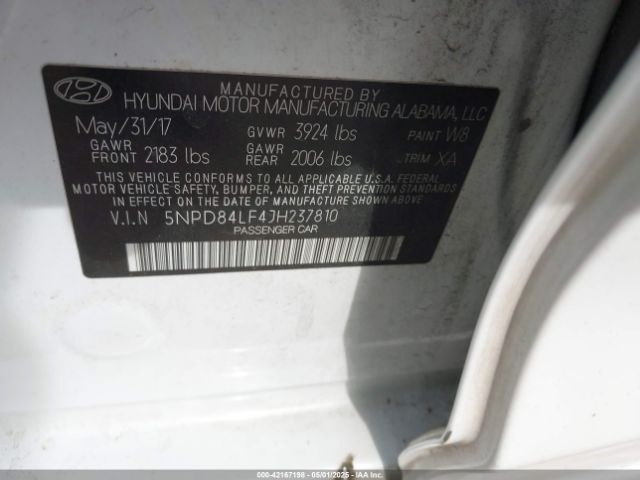 MANUFACTURED BY
HYUNDAI MOTOR MANUFACTURING ALABAMA, LLC
May/31/17 GVWR 3924 lbs PAINT W8
GAWR FRONT 2183 lbs GAWR REAR 2006 lbs TRIM XA
THIS VEHICLE CONFORMS TO ALL APPLICABLE U.S.A. FEDERAL
MOTOR VEHICLE SAFETY, BUMPER, AND THEFT PREVENTION STANDARDS
IN EFFECT ON THE DATE OF MANUFACTURE SHOWN ABOVE.
V.I.N 5NPD84LF4JH237810
PASSENGER CAR
000-42167198 - 05/01/2025 - IAA Inc.